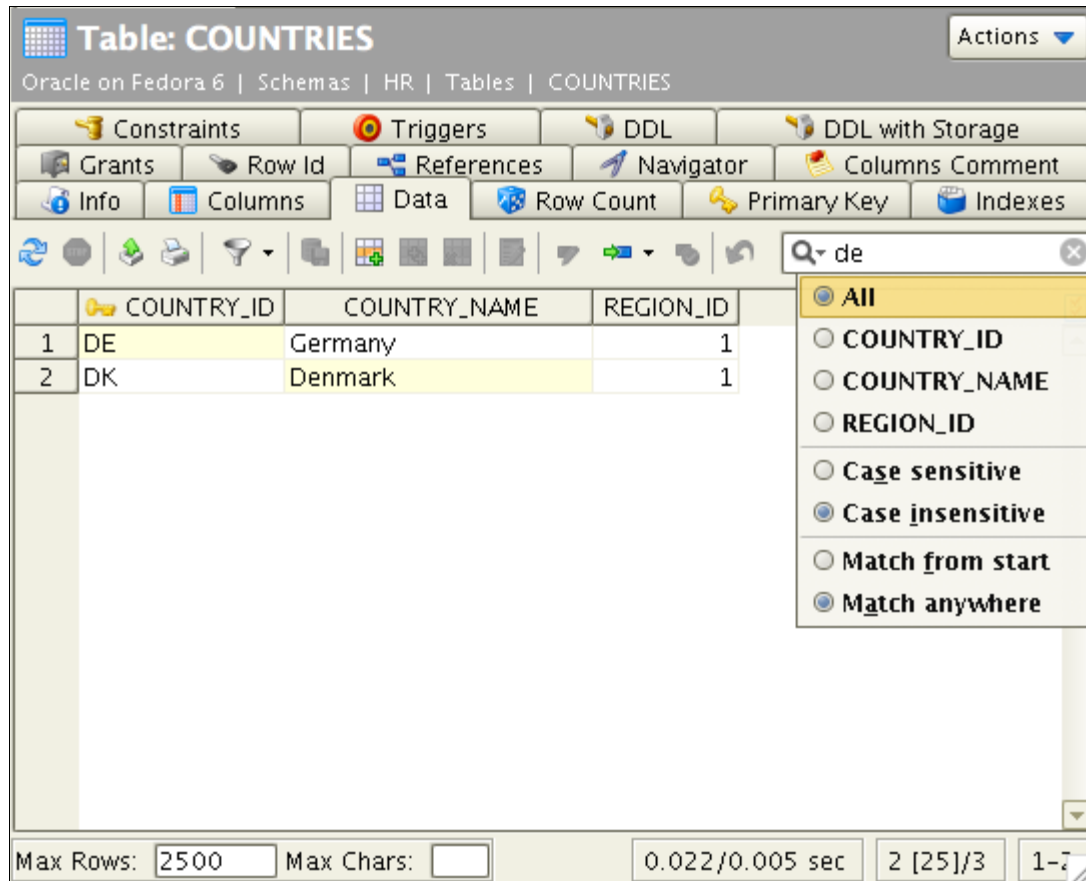 Table: COUNTRIES
Actions
Oracle on Fedora 6 | Schemas | HR | Tables | COUNTRIES
Constraints Triggers DDL DDL with Storage
Grants Row Id References Navigator Columns Comment
Info Columns Data Row Count Primary Key Indexes
de
COUNTRY_ID COUNTRY_NAME REGION_ID
1 DE Germany 1
2 DK Denmark 1
All
COUNTRY_ID
COUNTRY_NAME
REGION_ID
Case sensitive
Case insensitive
Match from start
Match anywhere
Max Rows: 2500 Max Chars: 0.022/0.005 sec 2 [25]/3